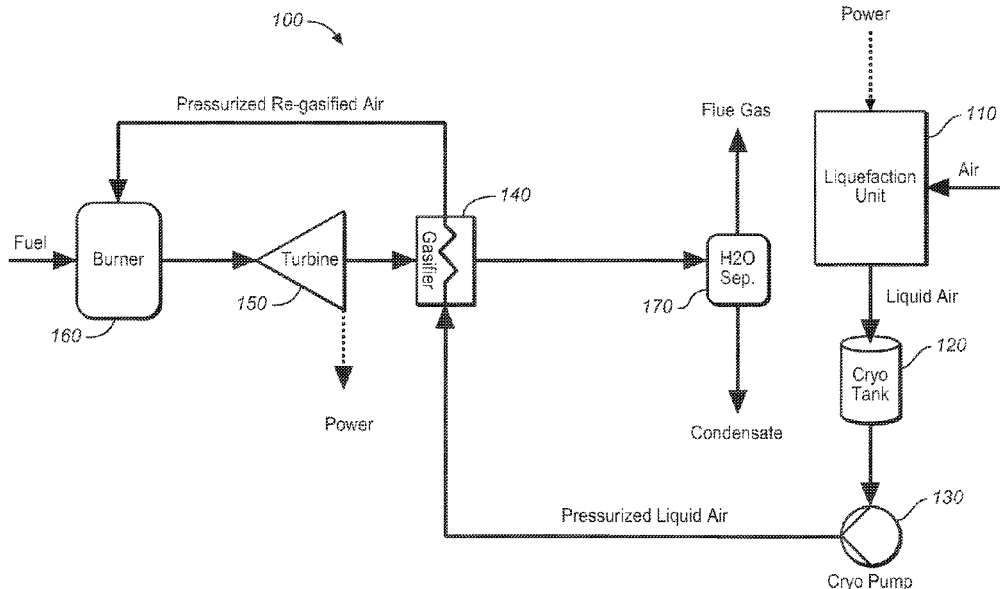 100
Power
110
Liquefaction
Unit
Air
Pressurized Re-gasified Air
Flue Gas
140
Fuel
Burner
Turbine
Gasifier
H2O
Sep.
160
150
170
Liquid Air
120
Cryo
Tank
Power
Condensate
130
Pressurized Liquid Air
Cryo Pump